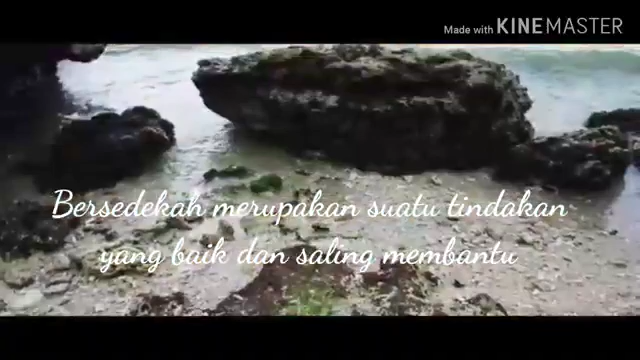 Made with KINEMASTER
Bersedekah merupakan suatu tindakan
yang baik dan saling membantu